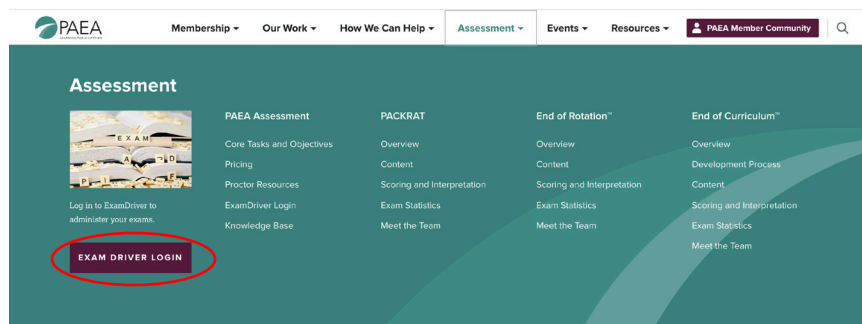 PAEA
Membership
Our Work
How We Can Help
Assessment
Events
Resources
PAEA Member Community
Assessment
EXAM
Log in to ExamDriver to
administer your exams.
EXAM DRIVER LOGIN
PAEA Assessment
Core Tasks and Objectives
Pricing
Proctor Resources
ExamDriver Login
Knowledge Base
PACKRAT
Overview
Content
Scoring and Interpretation
Exam Statistics
Meet the Team
End of Rotation™
Overview
Content
Scoring and Interpretation
Exam Statistics
Meet the Team
End of Curriculum™
Overview
Development Process
Content
Scoring and Interpretation
Exam Statistics
Meet the Team